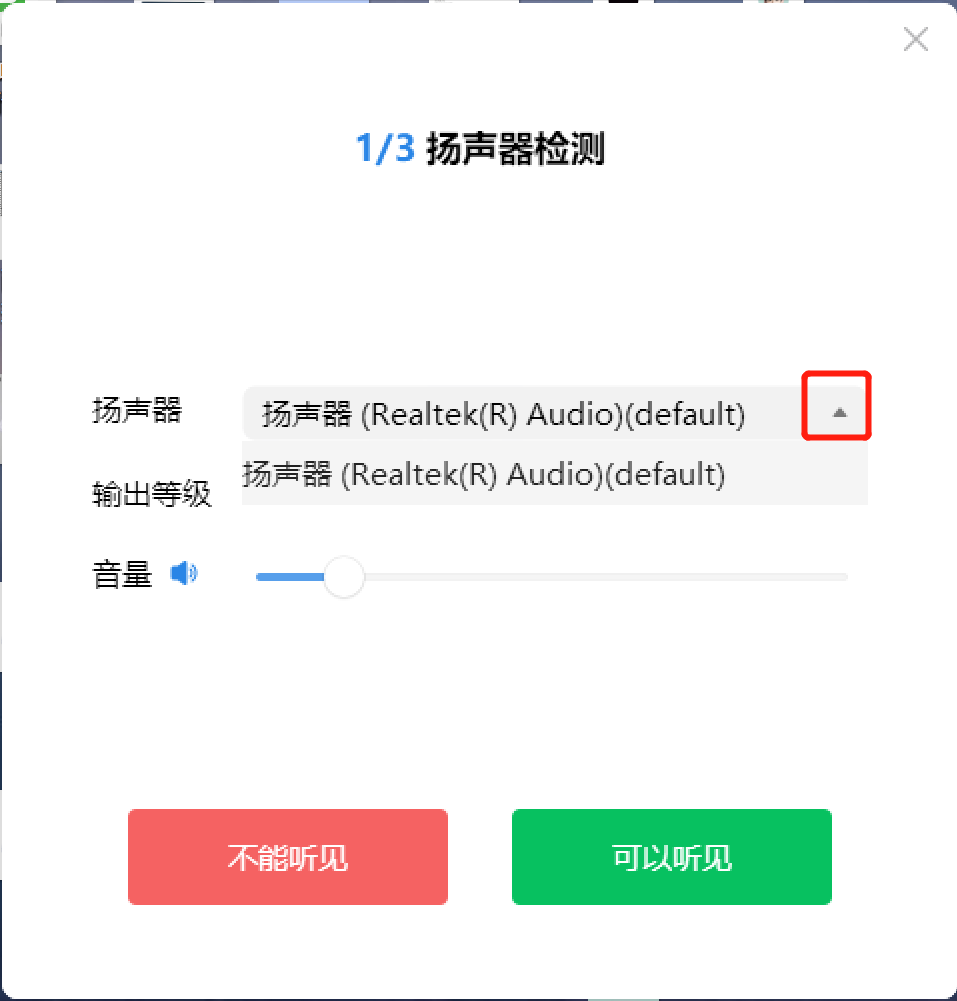 1/3 扬声器检测
扬声器
扬声器 (Realtek(R) Audio)(default)
扬声器 (Realtek(R) Audio)(default)
输出等级
音量
不能听见
可以听见